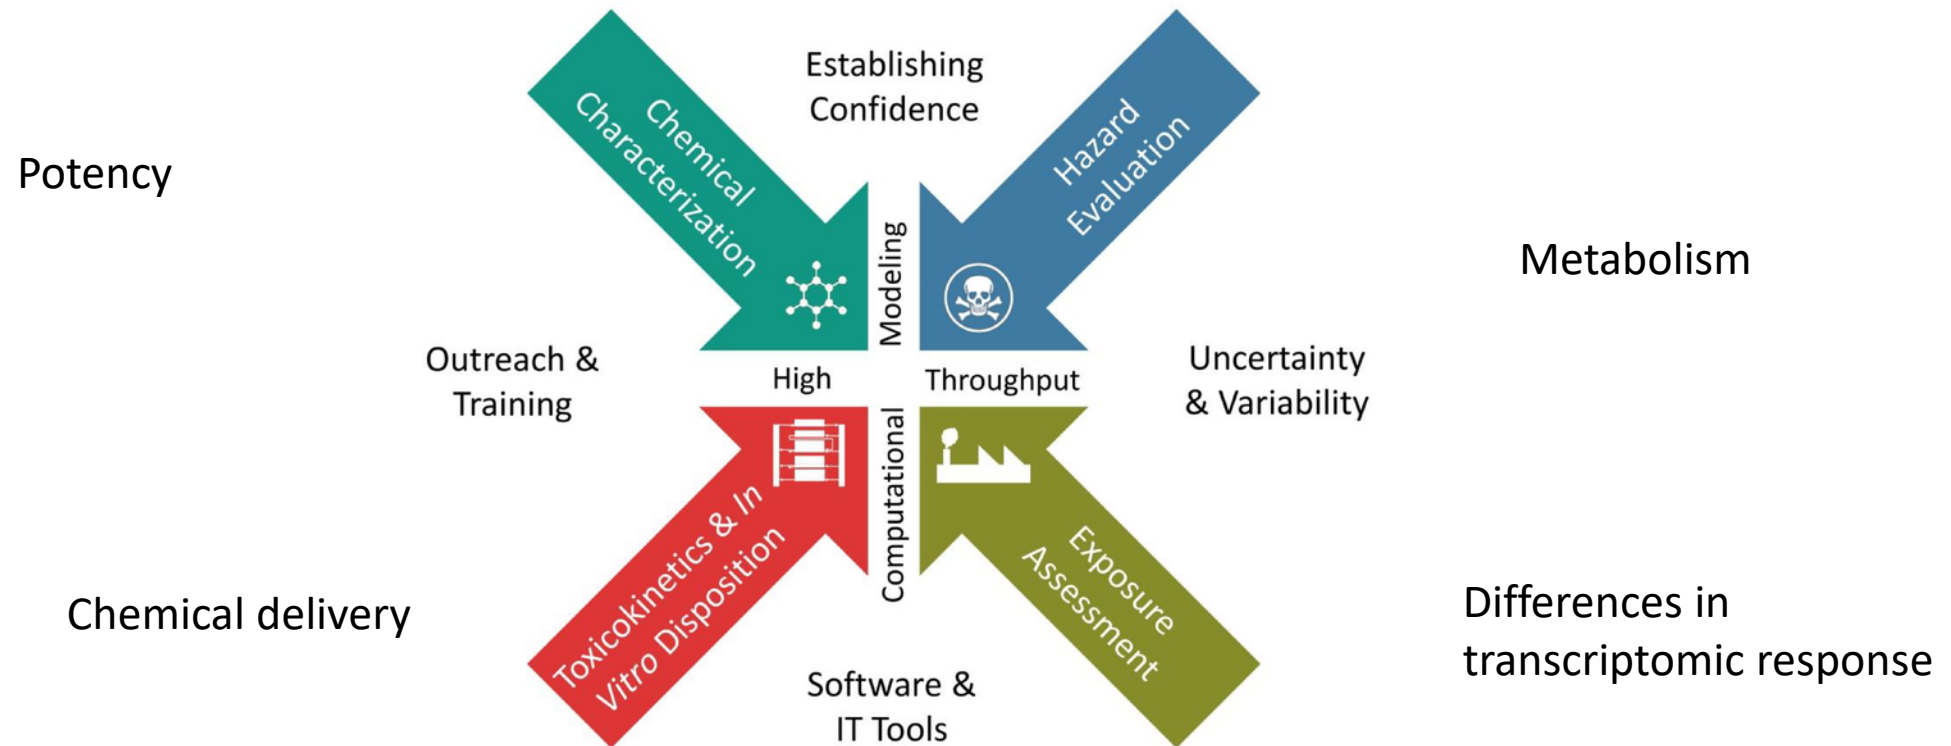 Establishing
Confidence
Chemical
Characterization
Hazard
Evaluation
Potency
Metabolism
Modeling
Outreach &
Training
High
Throughput
Uncertainty
& Variability
Computational
Toxicokinetics & In
Vitro Disposition
Exposure
Assessment
Chemical delivery
Differences in
transcriptomic response
Software &
IT Tools